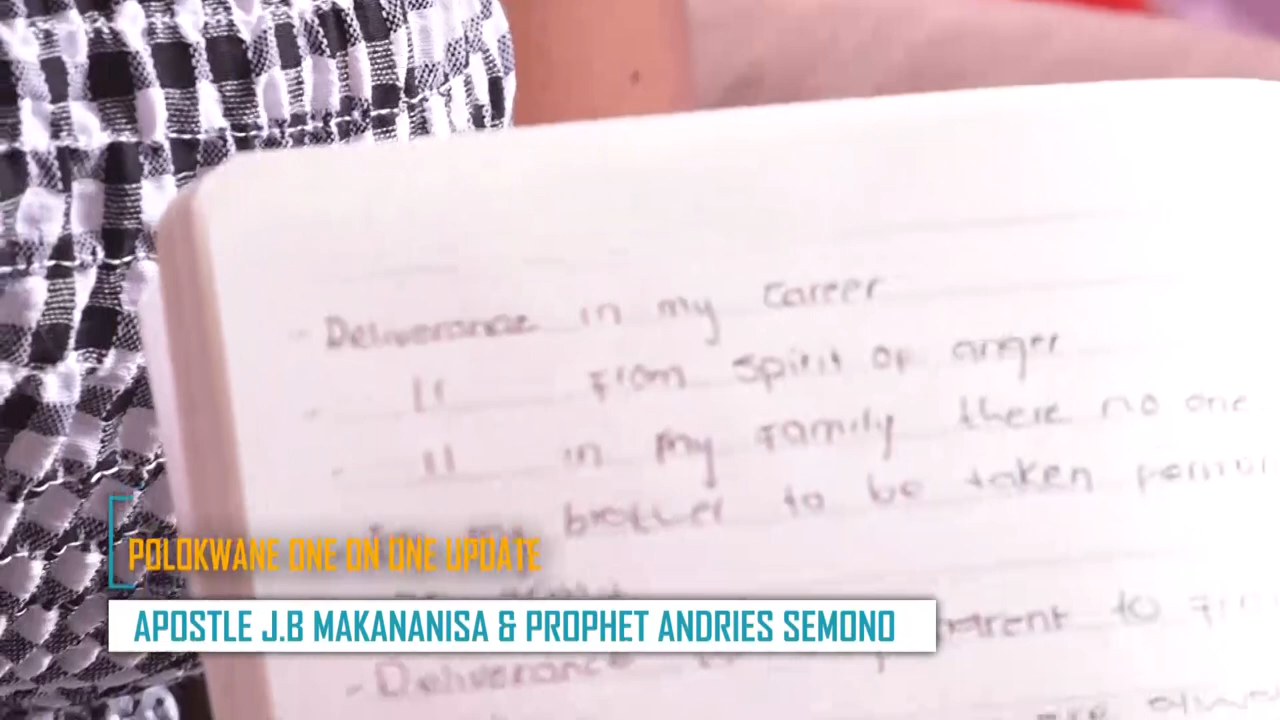 - Deliverance in my career
- " from spirit of anger
- " in my family there no one
brother to be taken
POLOKWANE ONE ON ONE UPDATE
APOSTLE J.B MAKANANISA & PROPHET ANDRIES SEMONO
to
- Deliverance